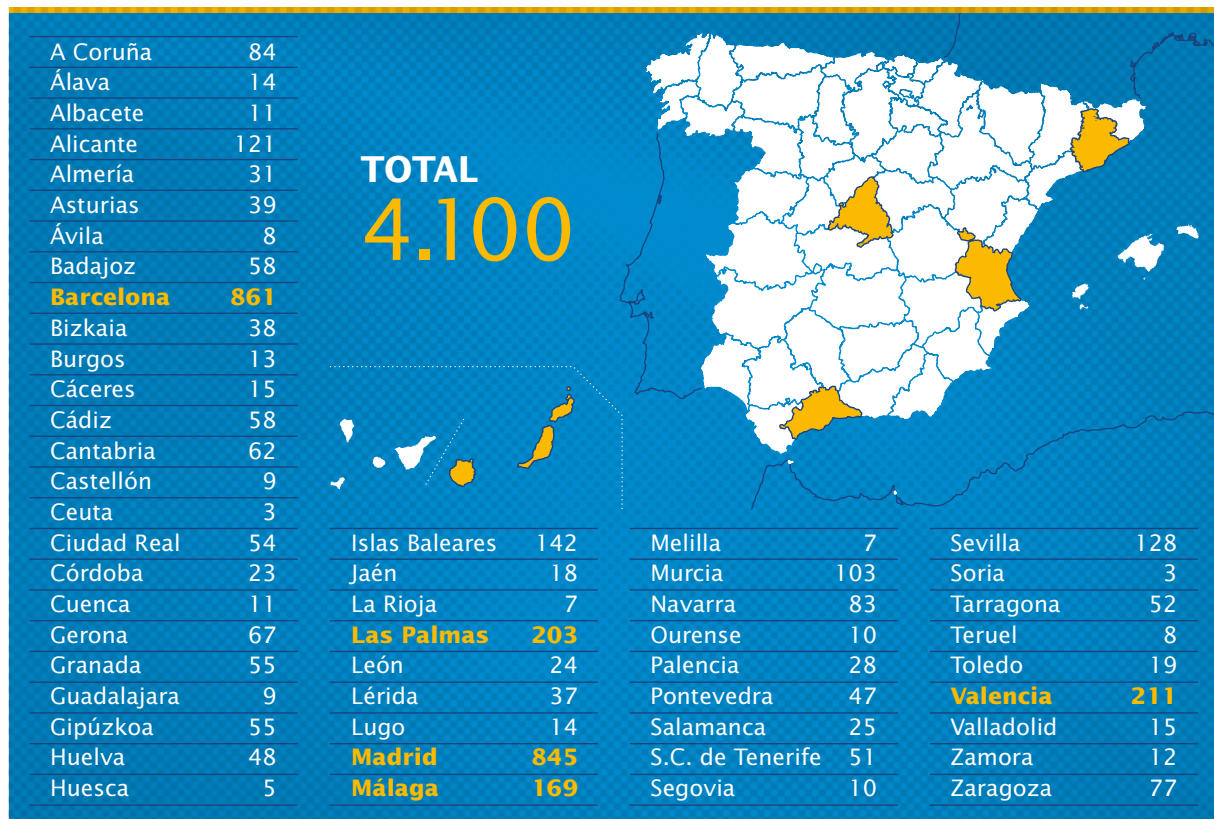 A Coruña 84
Álava 14
Albacete 11
Alicante 121
Almería 31
Asturias 39
Ávila 8
Badajoz 58
Barcelona 861
Bizkaia 38
Burgos 13
Cáceres 15
Cádiz 58
Cantabria 62
Castellón 9
Ceuta 3
Ciudad Real 54
Córdoba 23
Cuenca 11
Gerona 67
Granada 55
Guadalajara 9
Gipúzkoa 55
Huelva 48
Huesca 5
TOTAL
4.100
Islas Baleares 142
Jaén 18
La Rioja 7
Las Palmas 203
León 24
Lérida 37
Lugo 14
Madrid 845
Málaga 169
Melilla 7
Murcia 103
Navarra 83
Ourense 10
Palencia 28
Pontevedra 47
Salamanca 25
S.C. de Tenerife 51
Segovia 10
Sevilla 128
Soria 3
Tarragona 52
Teruel 8
Toledo 19
Valencia 211
Valladolid 15
Zamora 12
Zaragoza 77